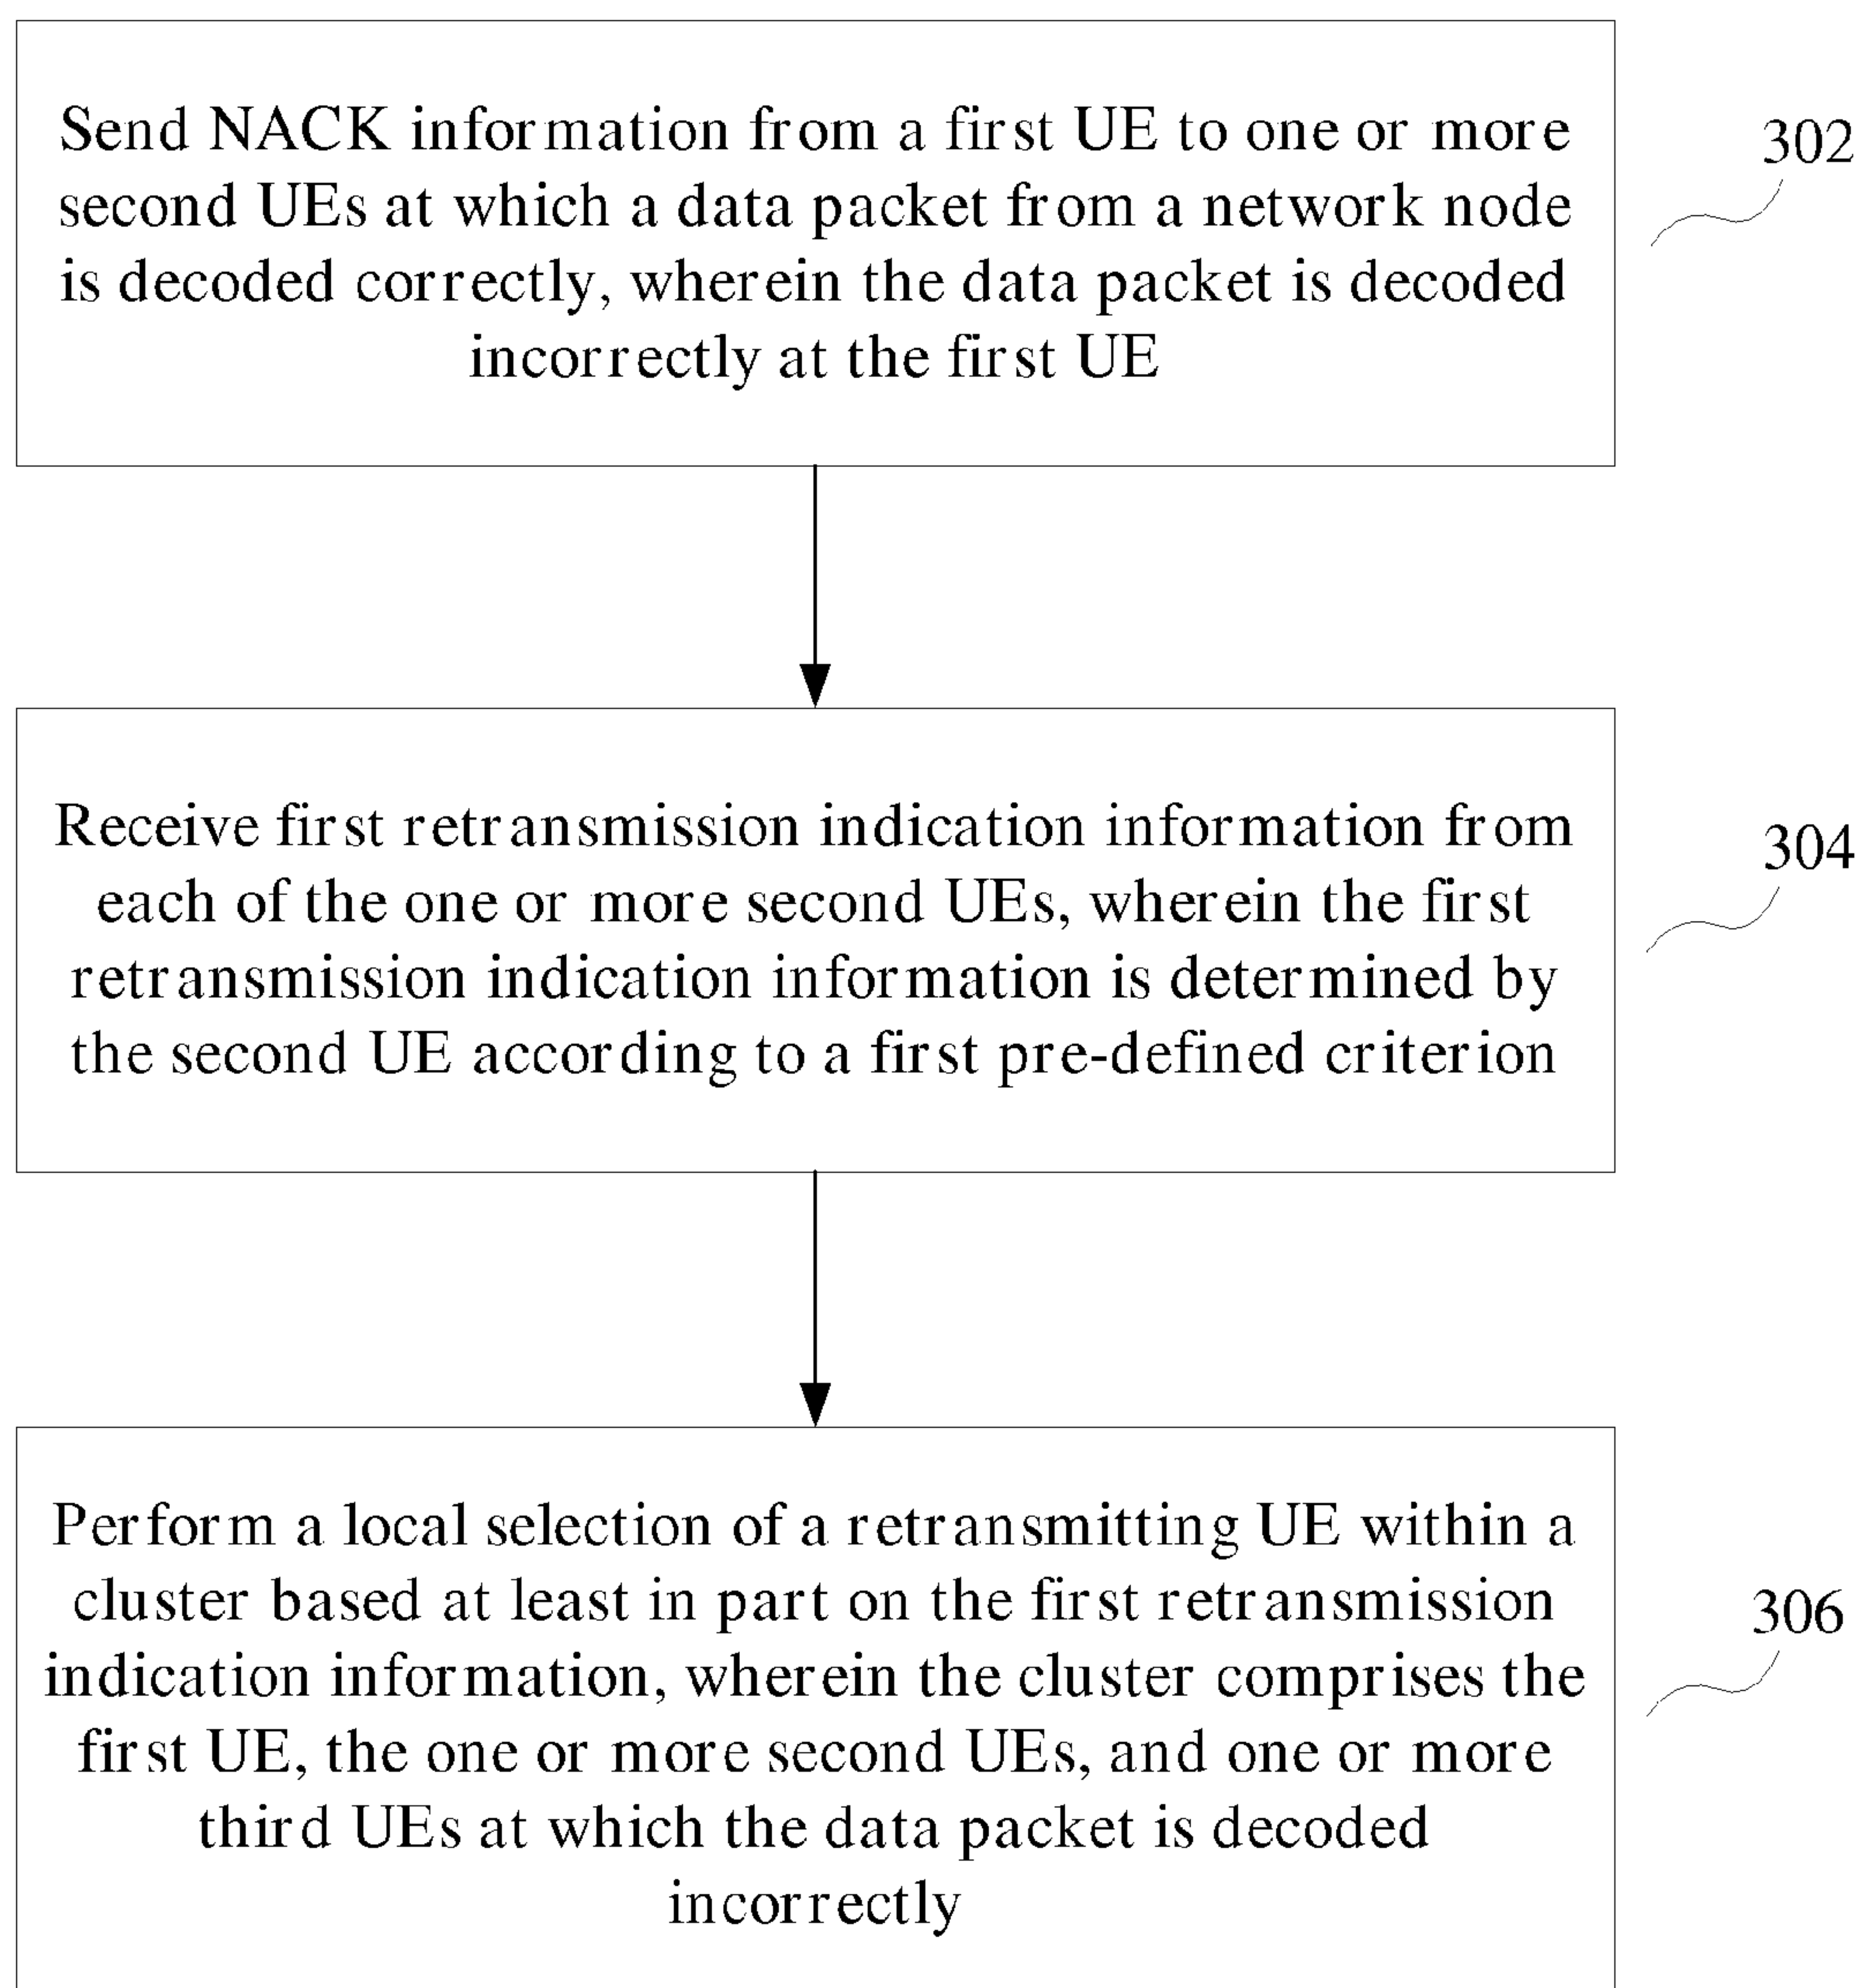 Send NACK information from a first UE to one or more
second UEs at which a data packet from a network node
is decoded correctly, wherein the data packet is decoded
incorrectly at the first UE
302
Receive first retransmission indication information from
each of the one or more second UEs, wherein the first
retransmission indication information is determined by
the second UE according to a first pre-defined criterion
304
Perform a local selection of a retransmitting UE within a
cluster based at least in part on the first retransmission
indication information, wherein the cluster comprises the
first UE, the one or more second UEs, and one or more
third UEs at which the data packet is decoded
incorrectly
306